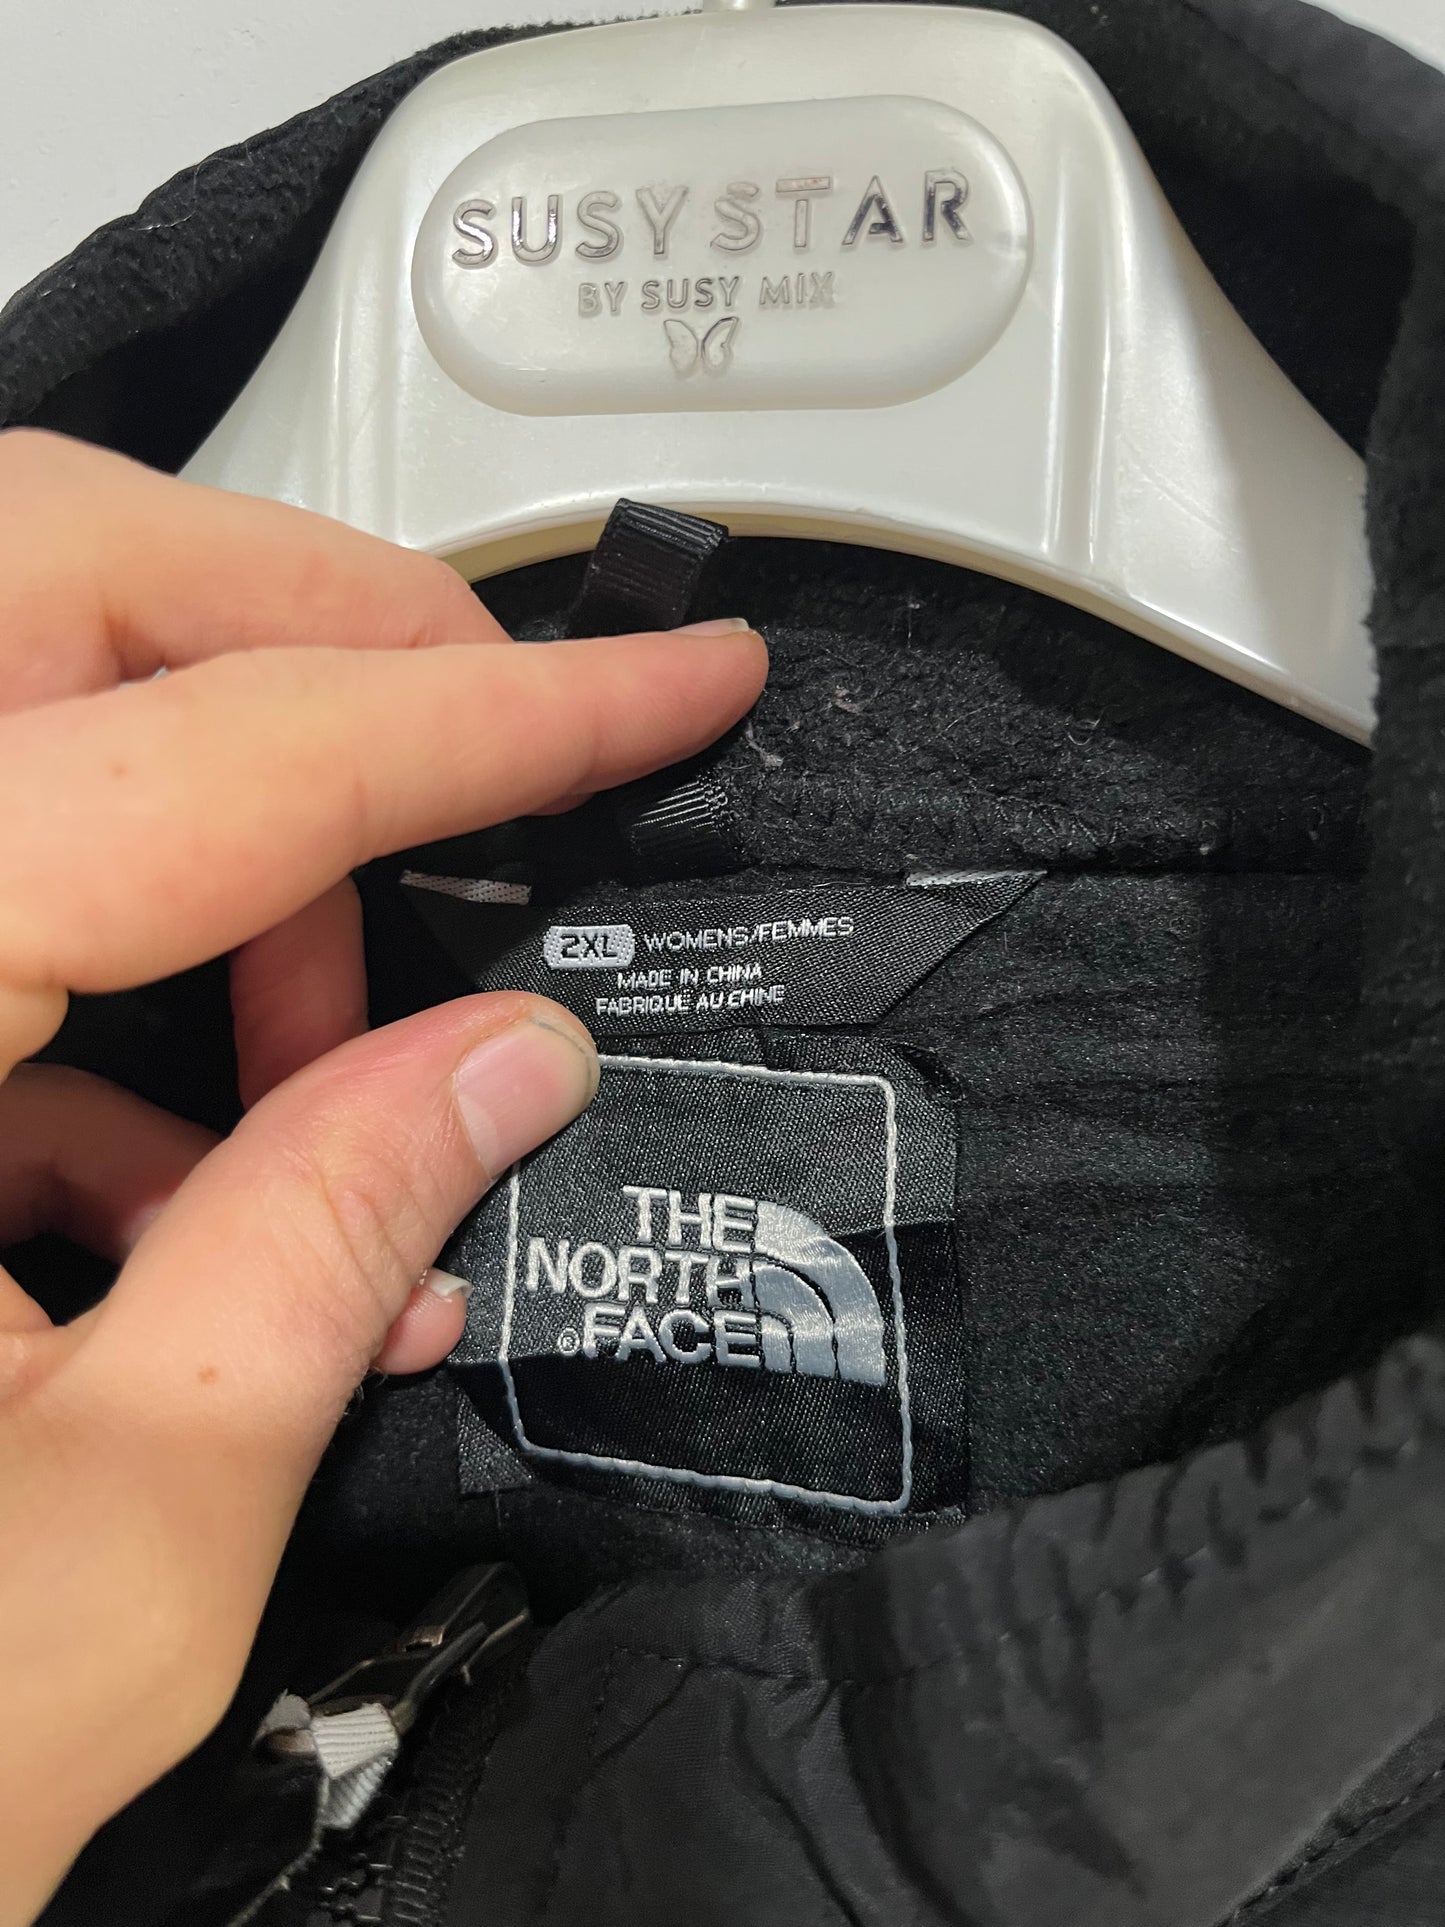 SUSY STAR
BY SUSY MIX
2XL WOMENS/FEMMES
MADE IN CHINA
FABRIQUE AU CHINE
THE
NORTH
®FACE